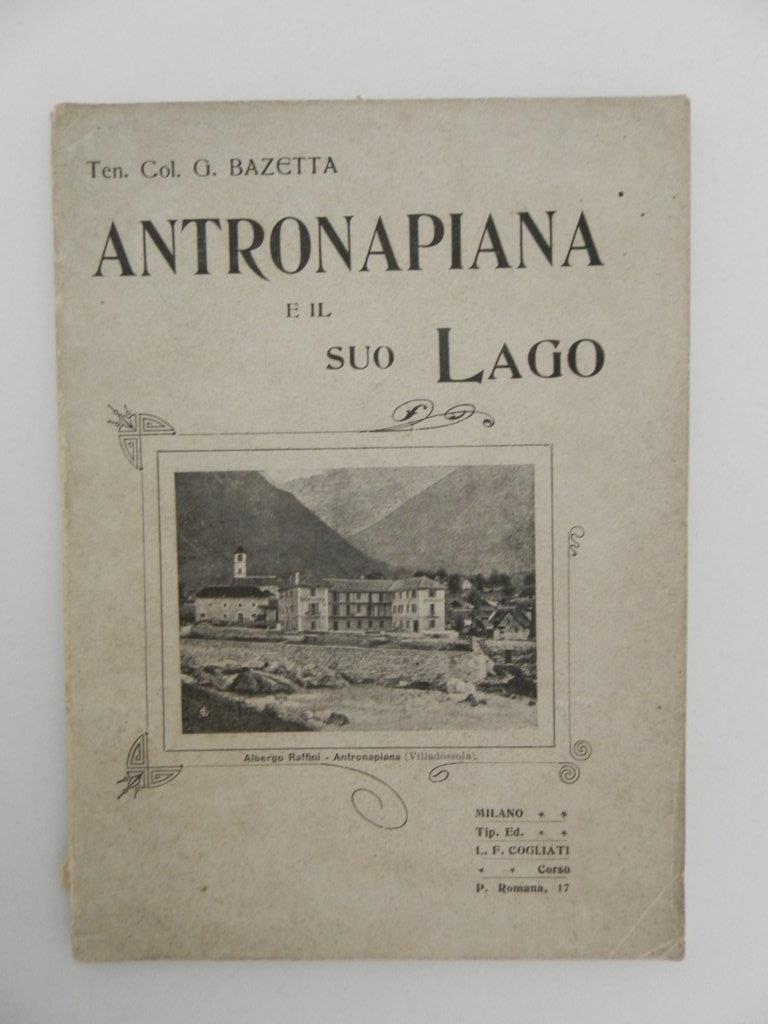 Ten. Col. G. BAZETTA
ANTRONAPIANA
E IL
SUO LAGO
Albergo Raffini - Antronapiana (Villadossola).
MILANO
Tip. Ed.
L. F. COGLIATI
Corso
P. Romana, 17